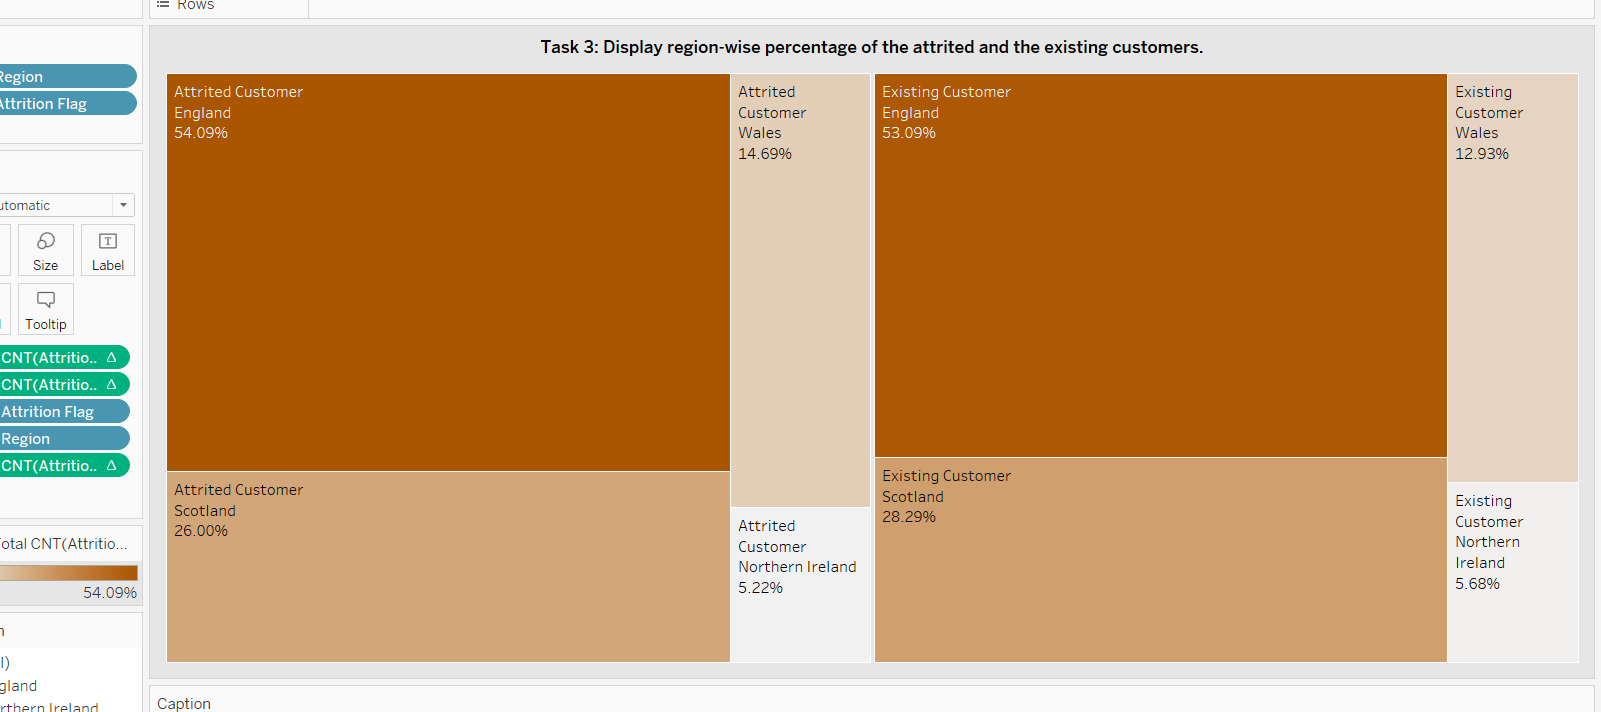 Rows
Task 3: Display region-wise percentage of the attrited and the existing customers.
Region
Attrition Flag
utomatic
Size
Label
Tooltip
CNT(Attritio..
CNT(Attritio..
Attrition Flag
Region
CNT(Attritio..
otal CNT(Attritio...
54.09%
n
l)
gland
rthern Ireland
Attrited Customer
England
54.09%
Attrited
Customer
Wales
14.69%
Attrited Customer
Scotland
26.00%
Attrited
Customer
Northern Ireland
5.22%
Existing Customer
England
53.09%
Existing
Customer
Wales
12.93%
Existing Customer
Scotland
28.29%
Existing
Customer
Northern
Ireland
5.68%
Caption